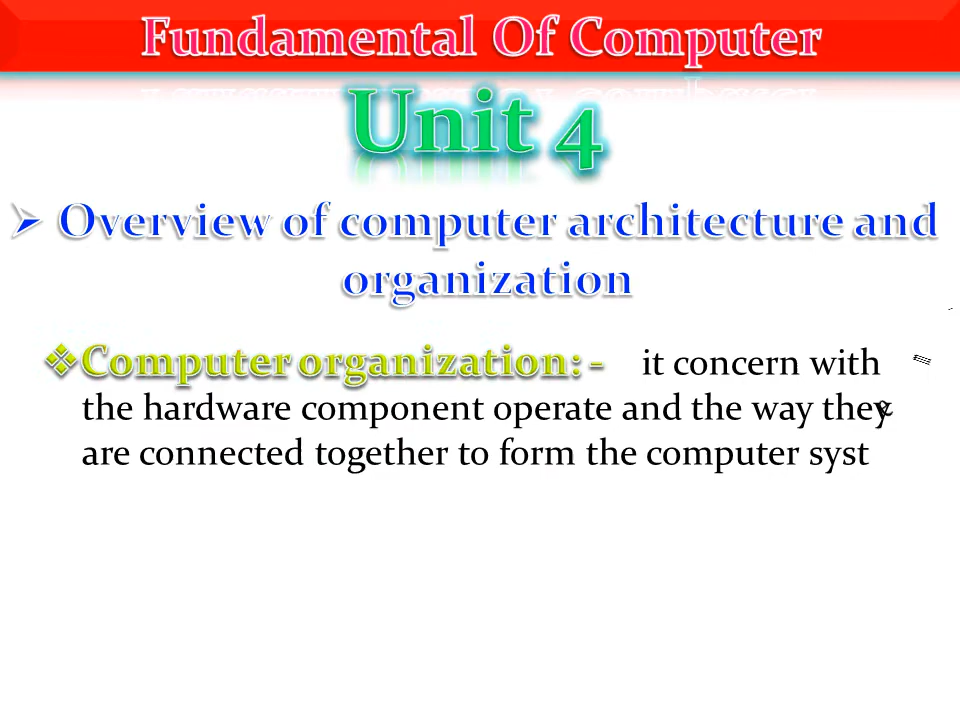 Fundamental Of Computer
Unit 4
➢ Overview of computer architecture and
organization
❖Computer organization: - it concern with
the hardware component operate and the way they
are connected together to form the computer syst